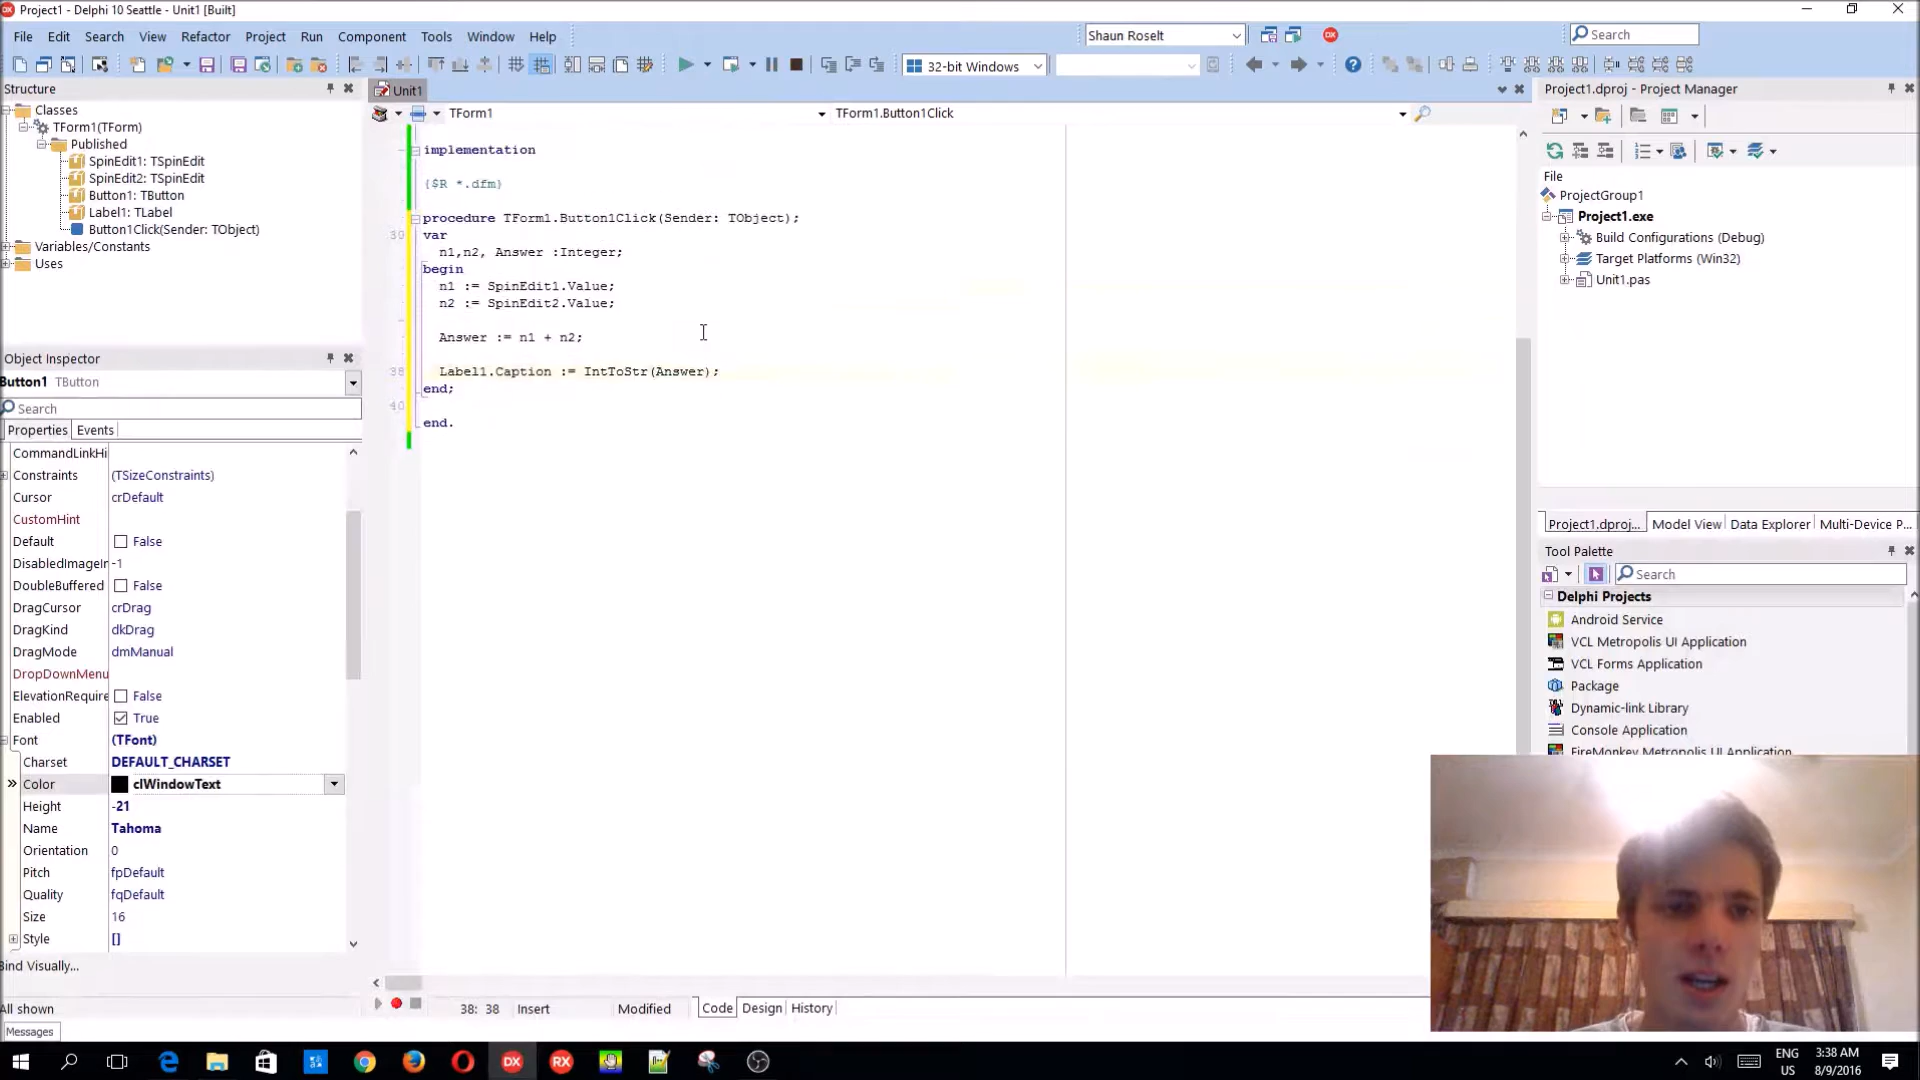 Project1 - Delphi 10 Seattle - Unit1 [Built]
File Edit Search View Refactor Project Run Component Tools Window Help
Shaun Roselt
Search
32-bit Windows
Structure
Classes
TForm1(TForm)
Published
SpinEdit1: TSpinEdit
SpinEdit2: TSpinEdit
Button1: TButton
Label1: TLabel
Button1Click(Sender: TObject)
Variables/Constants
Uses
Object Inspector
Button1 TButton
Search
Properties Events
CommandLinkHi
Constraints (TSizeConstraints)
Cursor crDefault
CustomHint
Default False
DisabledImageIr -1
DoubleBuffered False
DragCursor crDrag
DragKind dkDrag
DragMode dmManual
DropDownMenu
ElevationRequire False
Enabled True
Font (TFont)
Charset DEFAULT_CHARSET
Color clWindowText
Height -21
Name Tahoma
Orientation 0
Pitch fpDefault
Quality fqDefault
Size 16
Style []
Bind Visually...
All shown
Messages
Unit1
TForm1 TForm1.Button1Click
implementation
{$R *.dfm}
procedure TForm1.Button1Click(Sender: TObject);
39 var
n1,n2, Answer :Integer;
begin
n1 := SpinEdit1.Value;
n2 := SpinEdit2.Value;
Answer := n1 + n2;
38 Label1.Caption := IntToStr(Answer);
end;
40
end.
38: 38 Insert Modified Code Design History
Project1.dproj - Project Manager
File
ProjectGroup1
Project1.exe
Build Configurations (Debug)
Target Platforms (Win32)
Unit1.pas
Project1.dproj... Model View Data Explorer Multi-Device P...
Tool Palette
Search
Delphi Projects
Android Service
VCL Metropolis UI Application
VCL Forms Application
Package
Dynamic-link Library
Console Application
FireMonkey Metropolis UI Application
DX RX
ENG
US
3:38 AM
8/9/2016